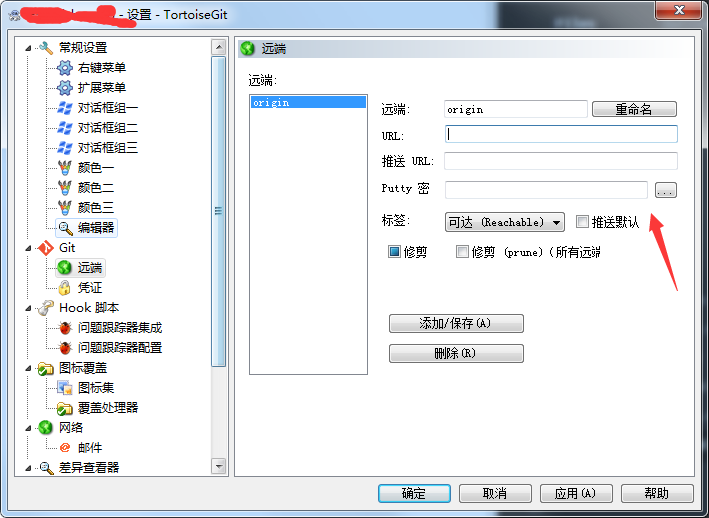 - 设置 - TortoiseGit
常规设置
右键菜单
扩展菜单
对话框组一
对话框组二
对话框组三
颜色一
颜色二
颜色三
编辑器
Git
远端
凭证
Hook 脚本
问题跟踪器集成
问题跟踪器配置
图标覆盖
图标集
覆盖处理器
网络
邮件
差异查看器
远端
远端:
origin
远端:
origin
重命名
URL:
推送 URL:
Putty 密
...
标签:
可达 (Reachable)
推送默认
修剪
修剪 (prune) (所有远端
添加/保存(A)
删除(R)
确定
取消
应用(A)
帮助